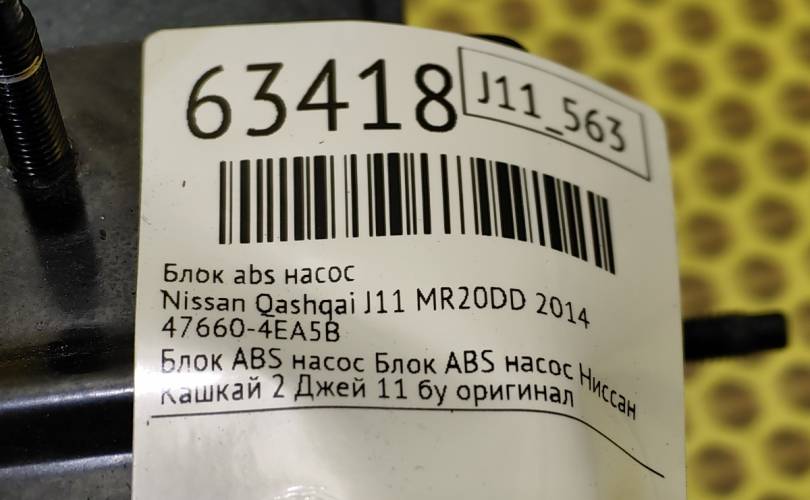 63418
J11_563
Блок abs насос
Nissan Qashqai J11 MR20DD 2014
47660-4EA5B
Блок ABS насос Блок ABS насос Ниссан
Кашкай 2 Джей 11 бу оригинал